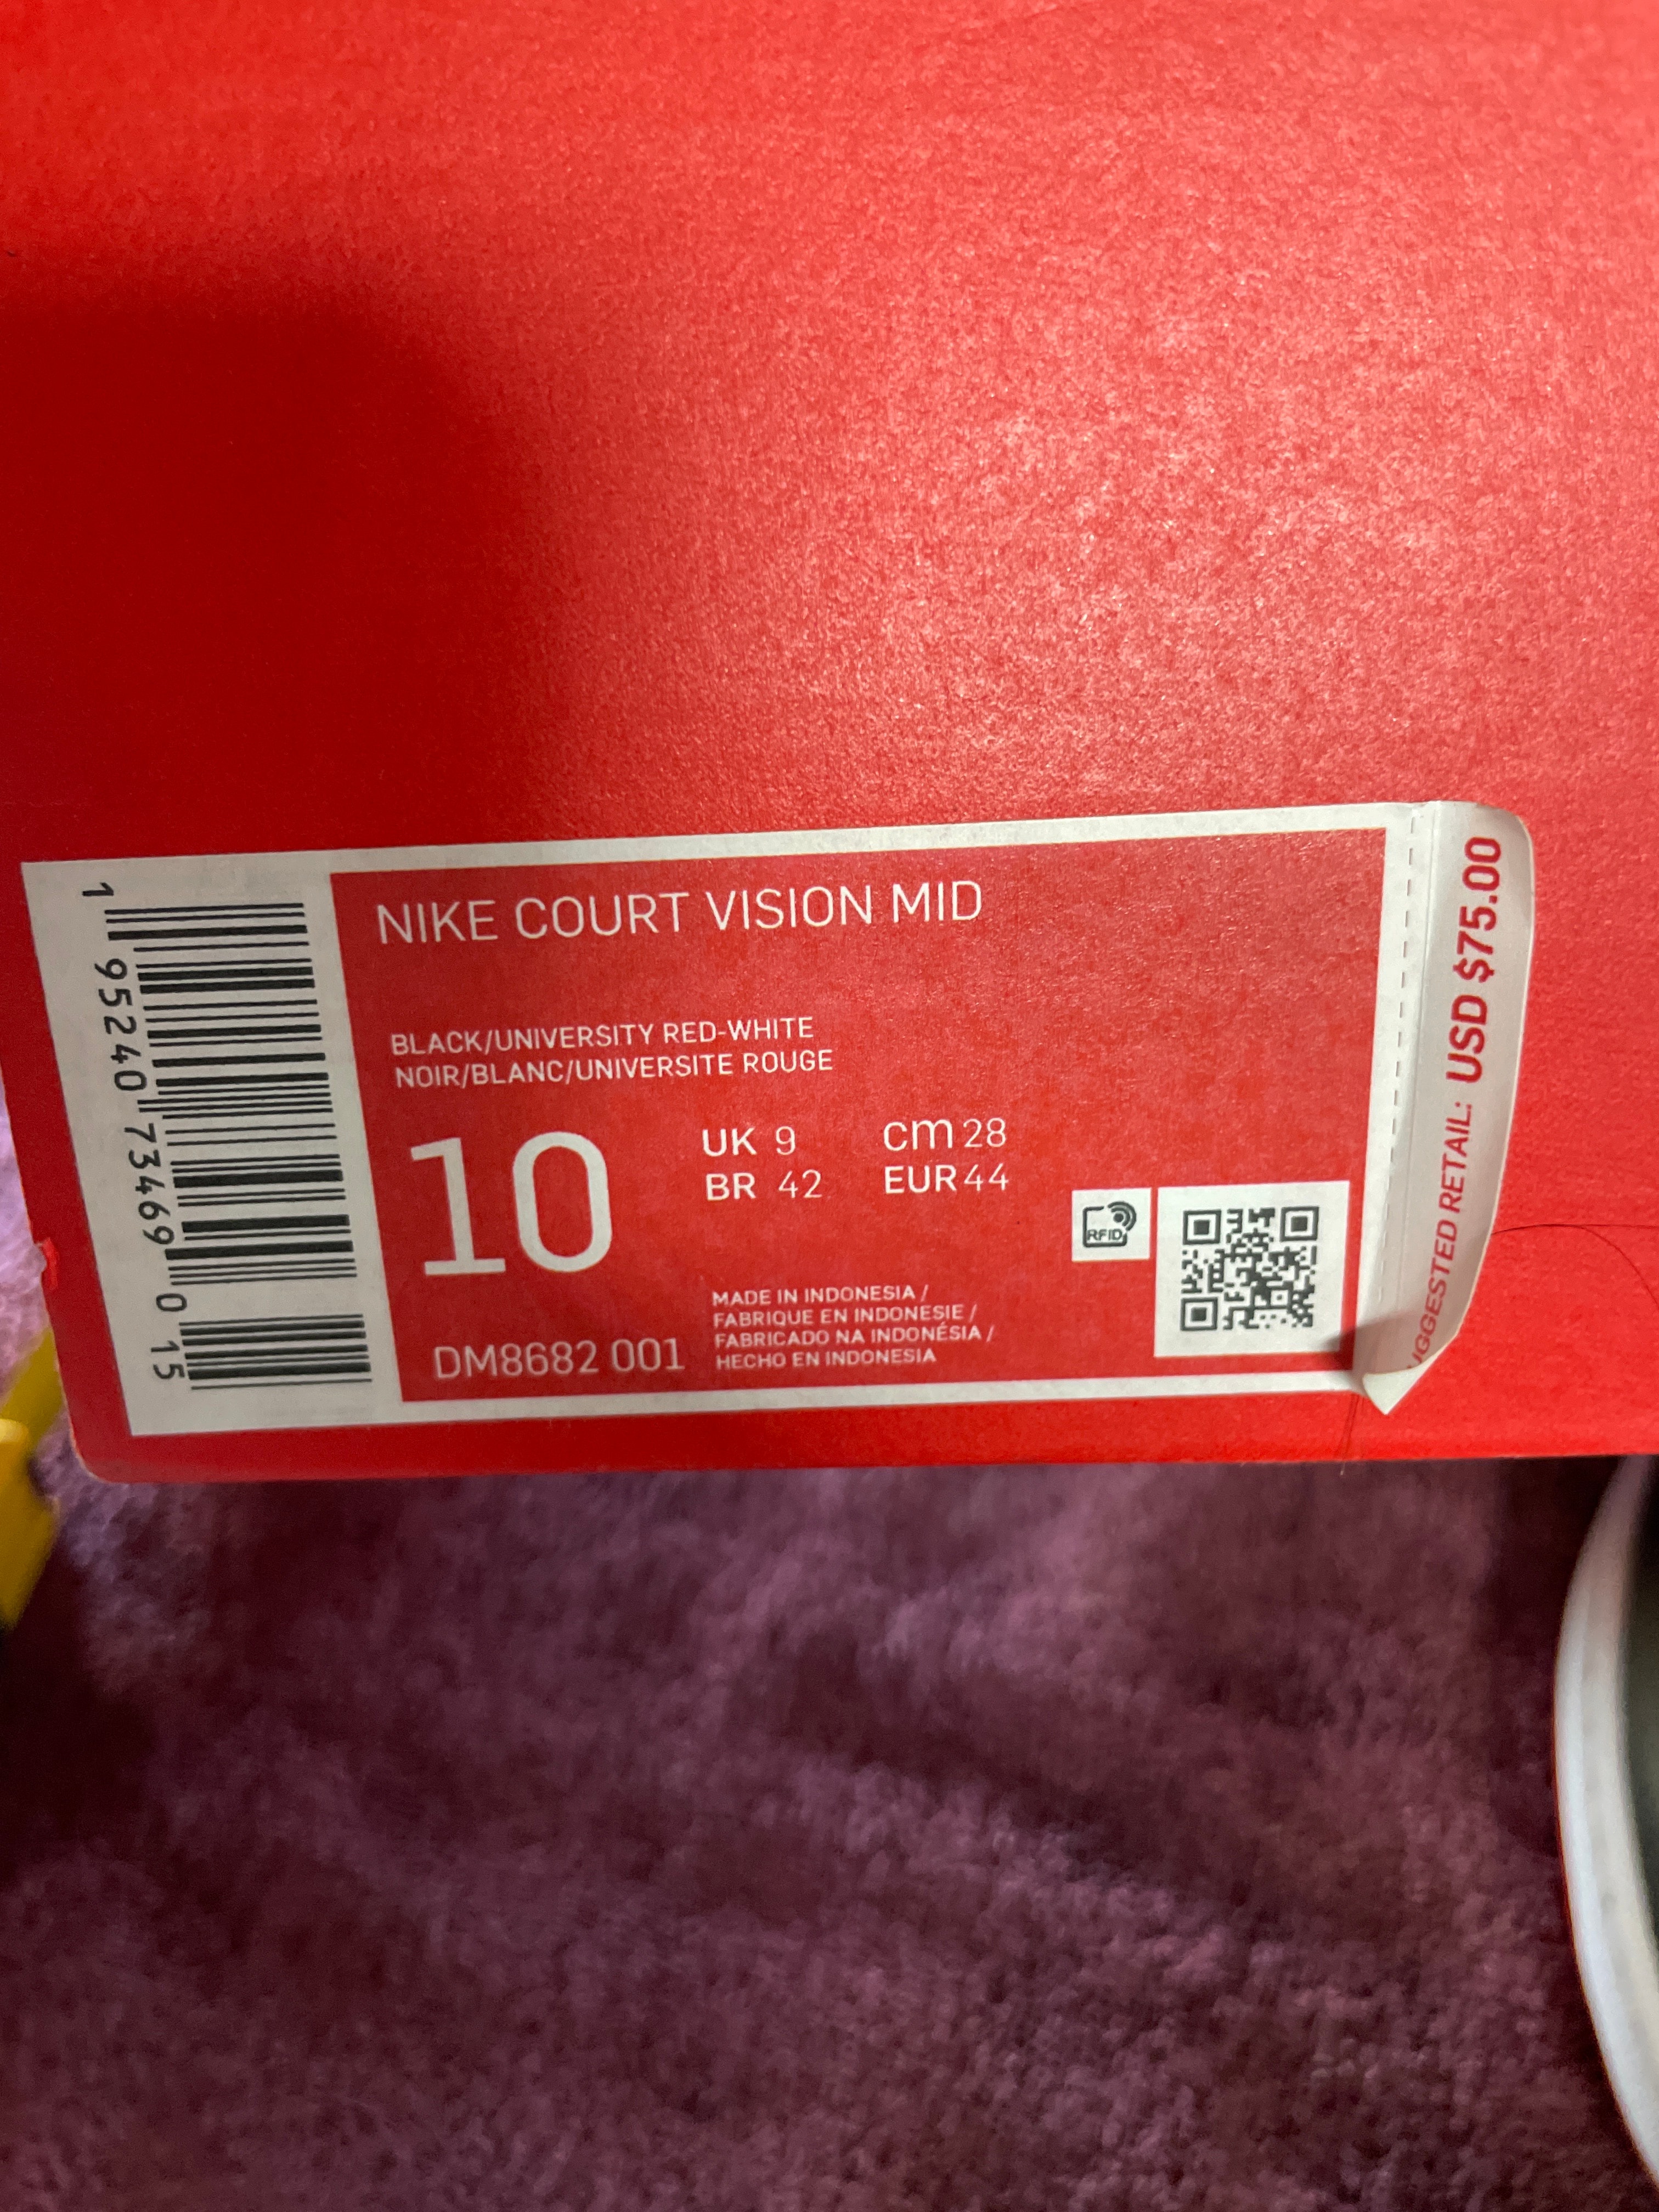 NIKE COURT VISION MID
BLACK/UNIVERSITY RED-WHITE
NOIR/BLANC/UNIVERSITE ROUGE
10
UK 9 cm 28
BR 42 EUR 44
RFID
MADE IN INDONESIA /
FABRIQUE EN INDONESIE /
FABRICADO NA INDONÉSIA /
HECHO EN INDONESIA
DM8682 001
1 95240 73469 0 15
UGGESTED RETAIL: USD $75.00